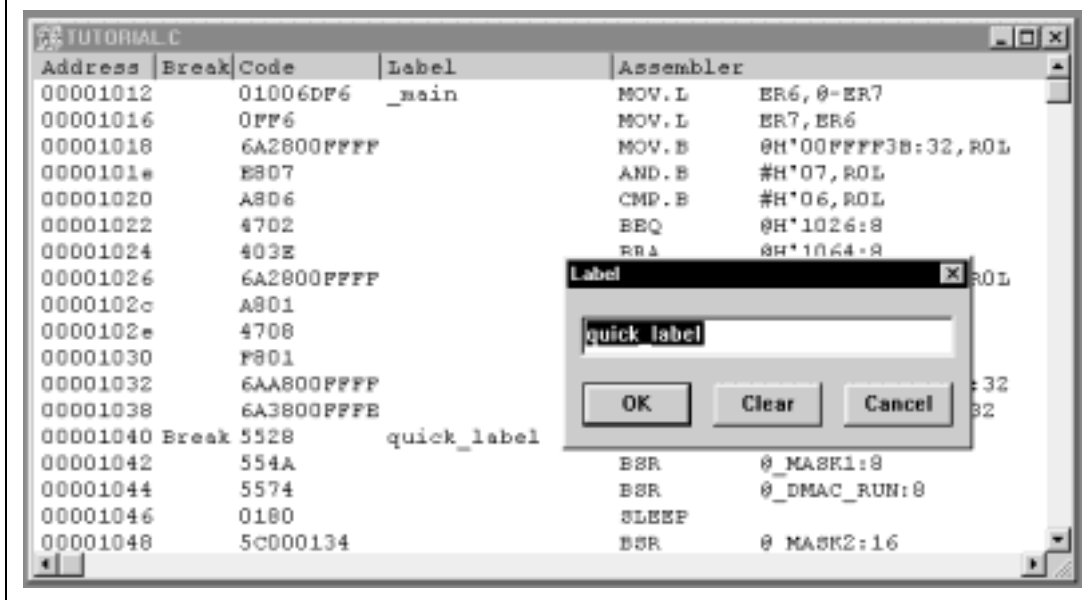 TUTORIAL.C
Address Break Code Label Assembler
00001012 01006DF6 _main MOV.L ER6,@-ER7
00001016 0FF6 MOV.L ER7,ER6
00001018 6A2800FFFF MOV.B @H'00FFFF3B:32,R0L
0000101e E807 AND.B #H'07,R0L
00001020 A806 CMP.B #H'06,R0L
00001022 4702 BEQ @H'1026:8
00001024 403E BRA @H'1064:8
00001026 6A2800FFFF R0L
0000102c A801
0000102e 4708
00001030 F801
00001032 6AA800FFFF :32
00001038 6A3800FFFE 32
00001040 Break 5528 quick_label
00001042 554A BSR @_MASK1:8
00001044 5574 BSR @_DMAC_RUN:8
00001046 0180 SLEEP
00001048 5C000134 BSR @_MASK2:16
Label
quick_label
OK Clear Cancel